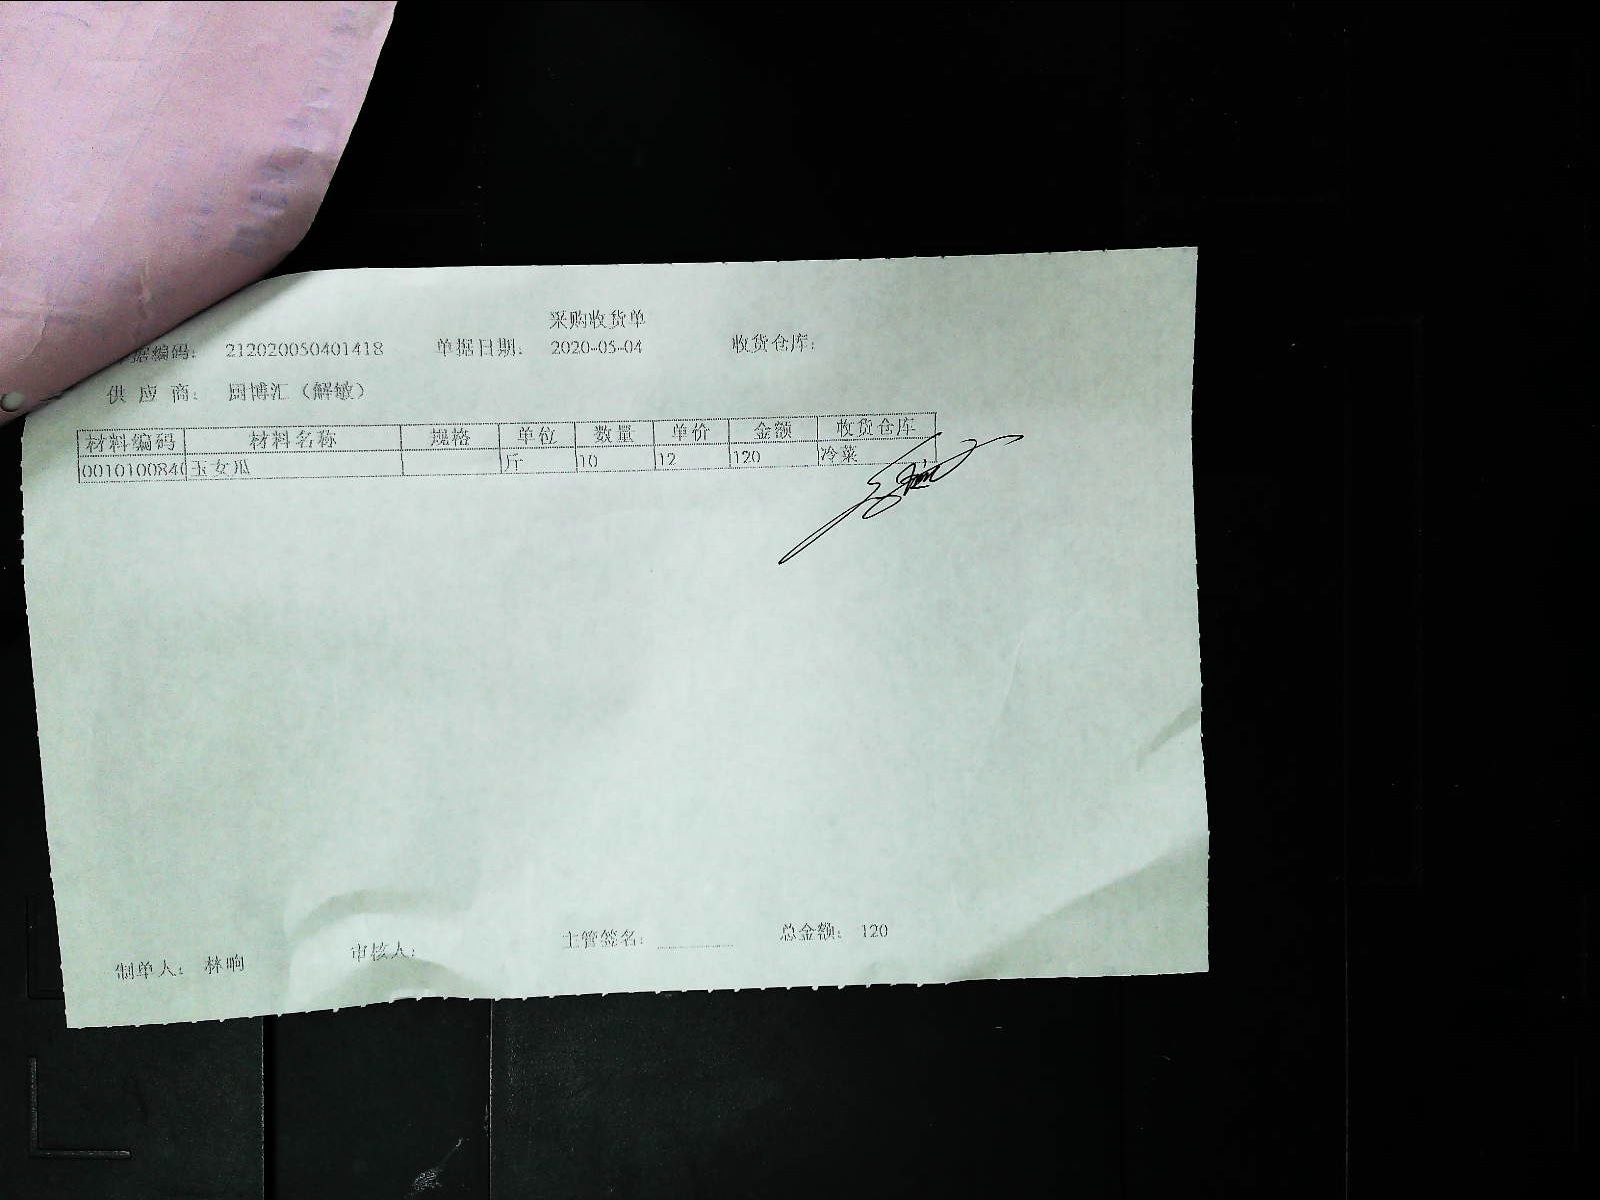 采购收货单
据编码： 212020050401418 单据日期： 2020-05-04 收货仓库：
供 应 商： 厨博汇（解敏）
材料编码 材料名称 规格 单位 数量 单价 金额 收货仓库
0010100840 玉女瓜 斤 10 12 120 冷菜
制单人： 林响 审核人： 主管签名： 总金额： 120